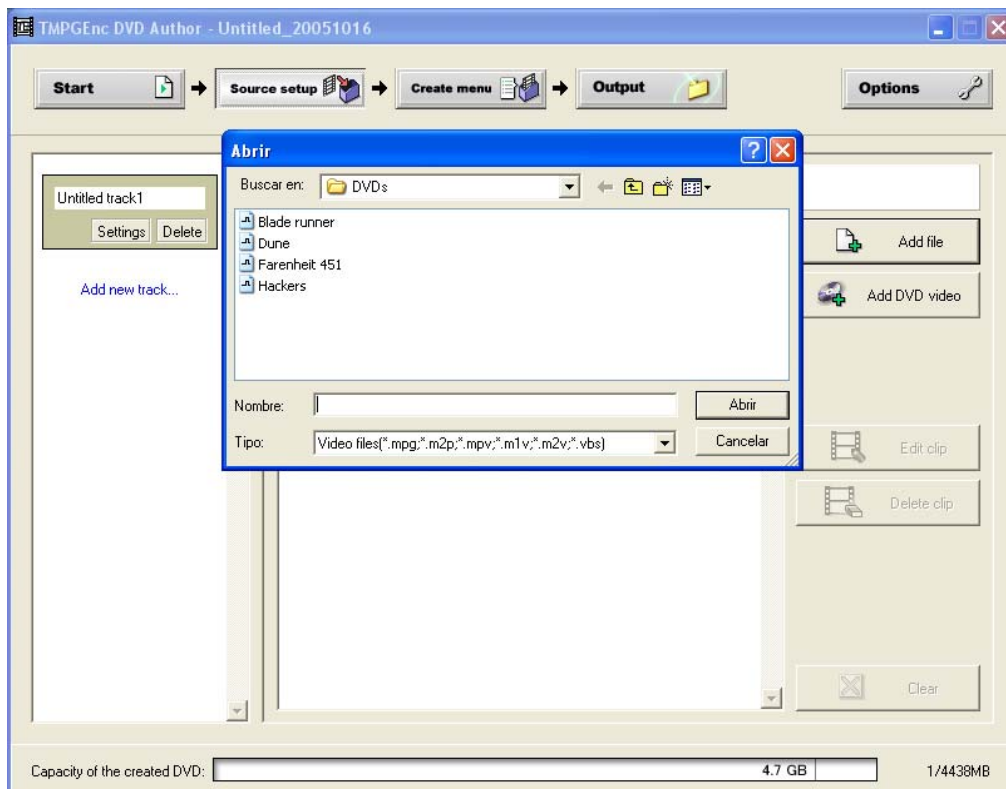 TMPGEnc DVD Author - Untitled_20051016
Start
Source setup
Create menu
Output
Options
Untitled track1
Settings
Delete
Add new track...
Abrir
Buscar en:
DVDs
Blade runner
Dune
Farenheit 451
Hackers
Nombre:
Abrir
Tipo:
Video files(*.mpg;*.m2p;*.mpv;*.m1v;*.m2v;*.vbs)
Cancelar
Add file
Add DVD video
Edit clip
Delete clip
Clear
Capacity of the created DVD:
4.7 GB
1/4438MB